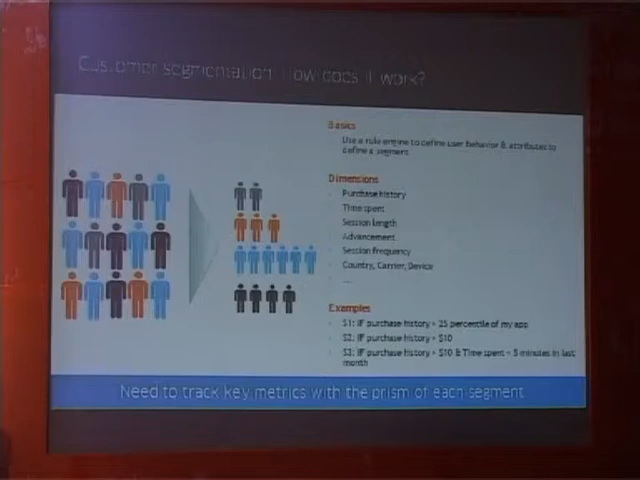 Customer segmentation: How does it work?
Basics
Use a rule engine to define user behavior & attributes to
define a segment
Dimensions
Purchase history
Time spent
Session length
Advancement
Session frequency
Country, Carrier, Device
....
Examples
S1: IF purchase history > 25 percentile of my app
S2: IF purchase history > $10
S3: IF purchase history > $10 & Time spent < 5 minutes in last
month
Need to track key metrics with the prism of each segment